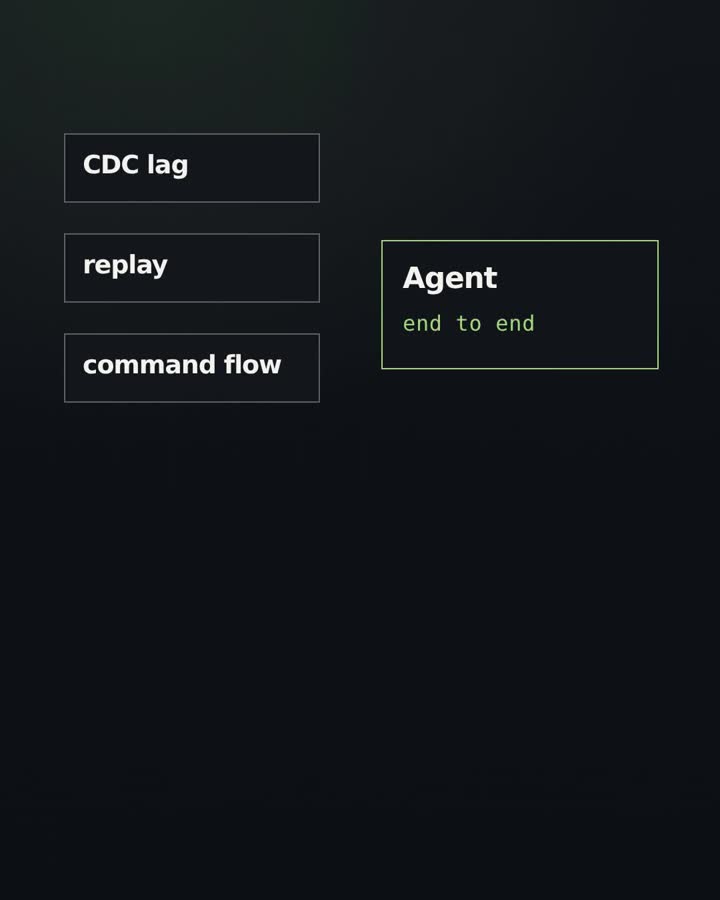 CDC lag
replay
command flow
Agent
end to end